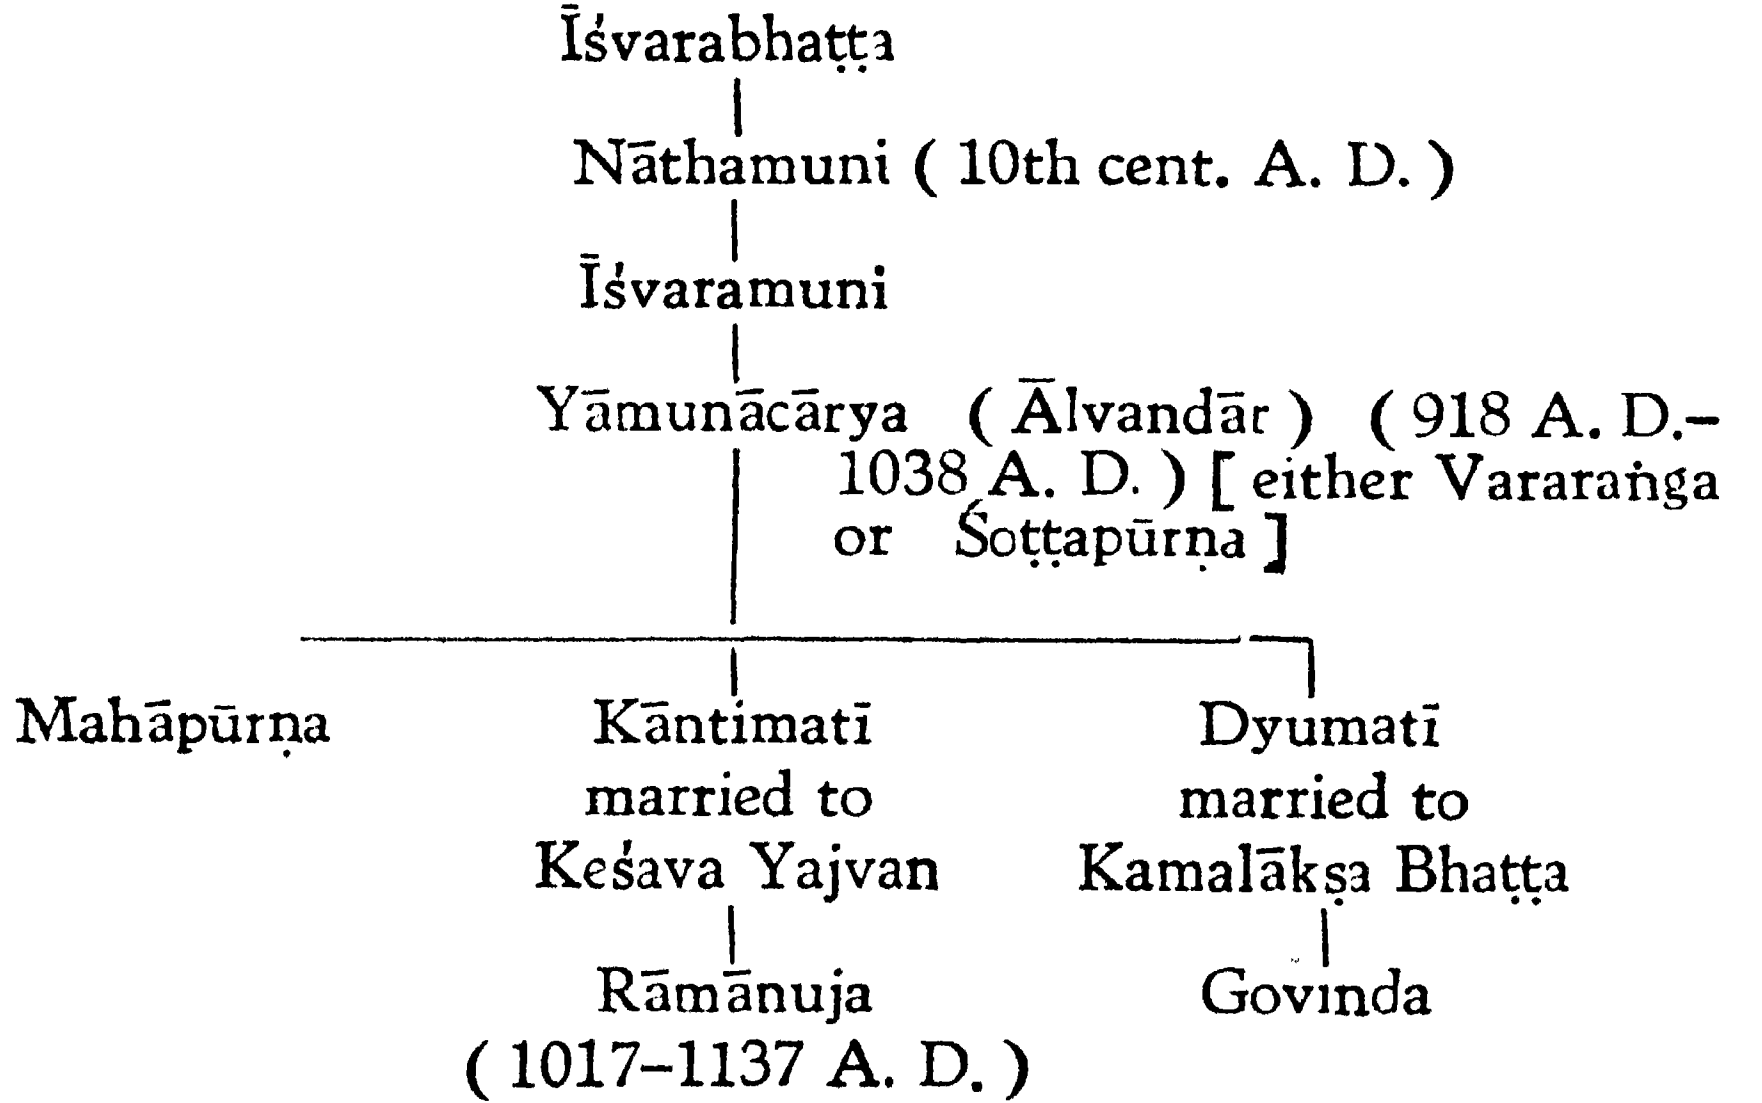 Īśvarabhaṭṭa
Nāthamuni ( 10th cent. A. D. )
Īśvaramuni
Yāmunācārya ( Ālvandār ) ( 918 A. D.–
1038 A. D. ) [ either Vararaṅga
or Śoṭṭapūrṇa ]
Mahāpūrṇa Kāntimatī Dyumatī
married to married to
Keśava Yajvan Kamalākṣa Bhaṭṭa
Rāmānuja Govinda
( 1017–1137 A. D. )